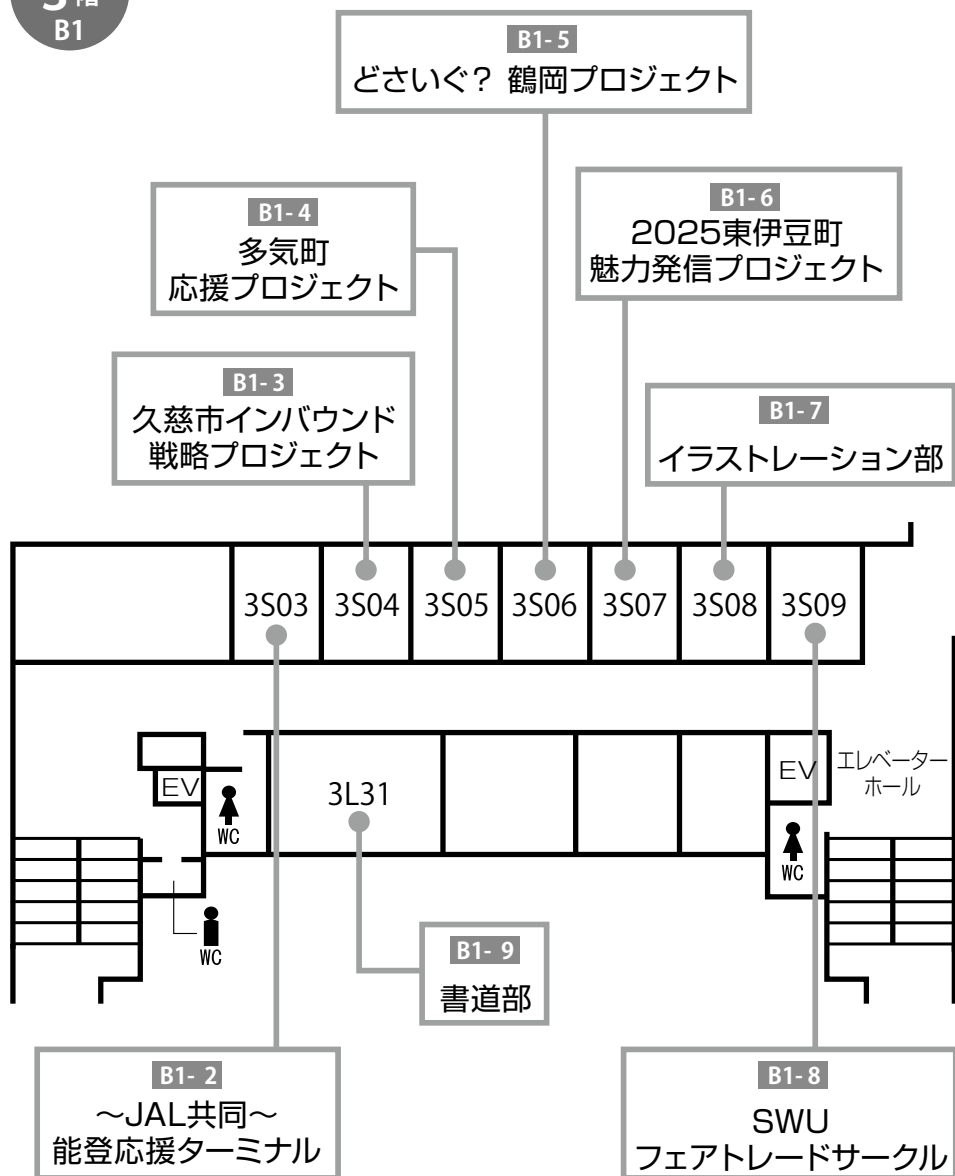 階
B1
B1-5
どさいぐ? 鶴岡プロジェクト
B1-4
多気町
応援プロジェクト
B1-6
2025東伊豆町
魅力発信プロジェクト
B1-3
久慈市インバウンド
戦略プロジェクト
B1-7
イラストレーション部
3S03
3S04
3S05
3S06
3S07
3S08
3S09
EV
WC
3L31
EV
エレベーター
ホール
WC
WC
B1-9
書道部
B1-2
～JAL共同～
能登応援ターミナル
B1-8
SWU
フェアトレードサークル